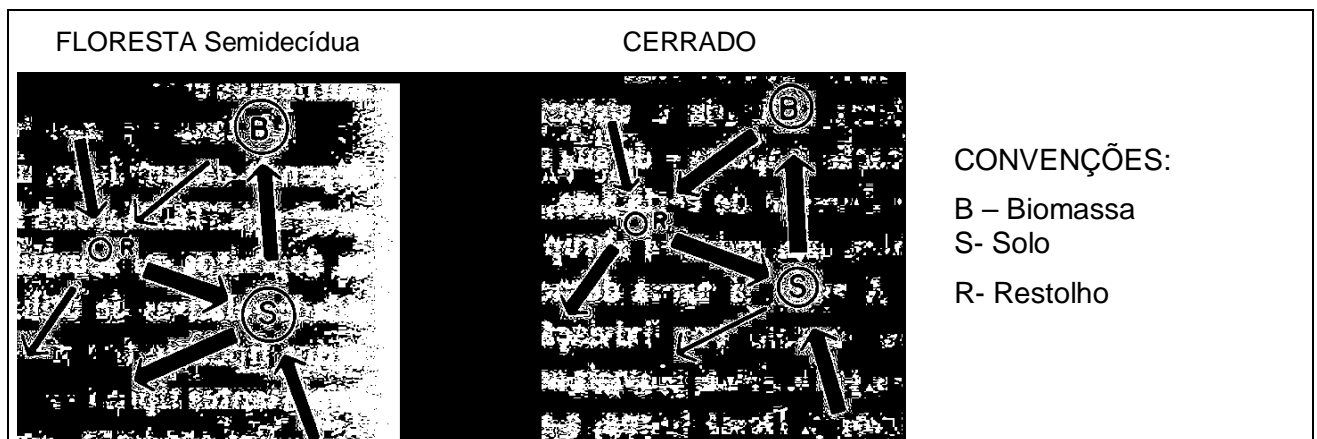 FLORESTA Semidecídua
CERRADO
B
O R
S
B
O R
S
CONVENÇÕES:
B – Biomassa
S- Solo
R- Restolho